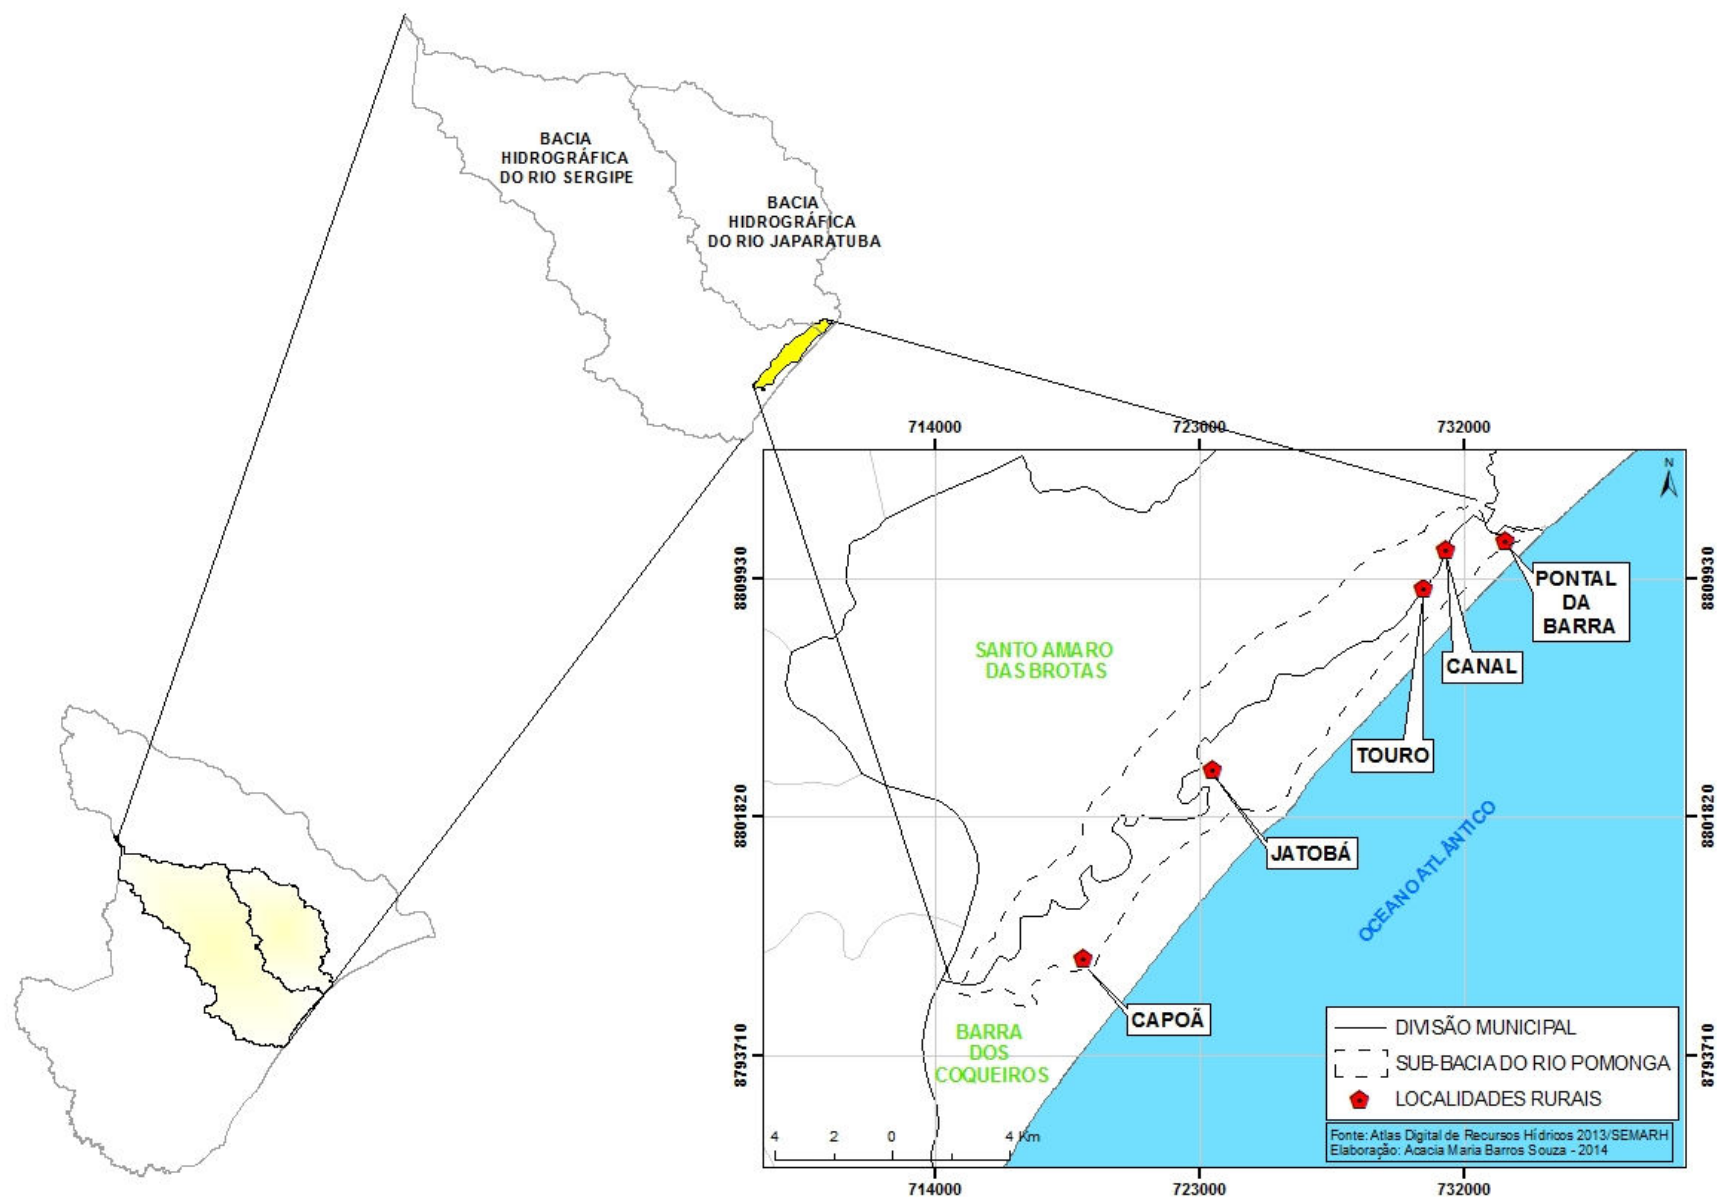 BACIA
HIDROGRÁFICA
DO RIO SERGIPE
BACIA
HIDROGRÁFICA
DO RIO JAPARATUBA
714000
723000
732000
N
8809930
8809930
PONTAL
DA
BARRA
SANTO AMARO
DAS BROTAS
CANAL
TOURO
8801820
8801820
JATOBÁ
OCEANO ATLÂNTICO
CAPOÃ
BARRA
DOS
COQUEIROS
8793710
8793710
DIVISÃO MUNICIPAL
SUB-BACIA DO RIO POMONGA
LOCALIDADES RURAIS
Fonte: Atlas Digital de Recursos Hídricos 2013/SEMARH
Elaboração: Acacia Maria Barros Souza - 2014
4 2 0 4 Km
714000
723000
732000